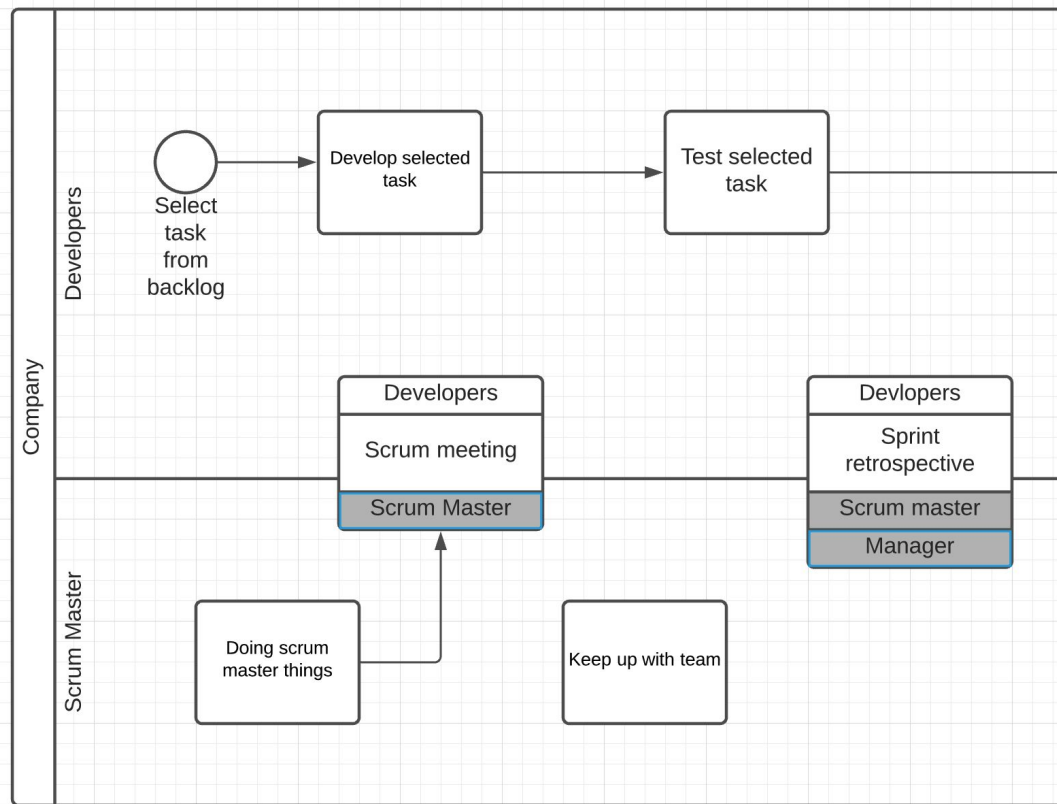 Company
Developers
Select
task
from
backlog
Develop selected
task
Test selected
task
Developers
Scrum meeting
Scrum Master
Devlopers
Sprint
retrospective
Scrum master
Manager
Scrum Master
Doing scrum
master things
Keep up with team